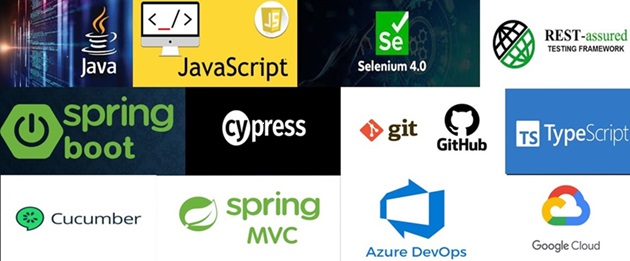 Java
JS
JavaScript
Se
Selenium 4.0
REST-assured
TESTING FRAMEWORK
spring
boot
cypress
git
GitHub
TS TypeScript
Cucumber
spring
MVC
Azure DevOps
Google Cloud